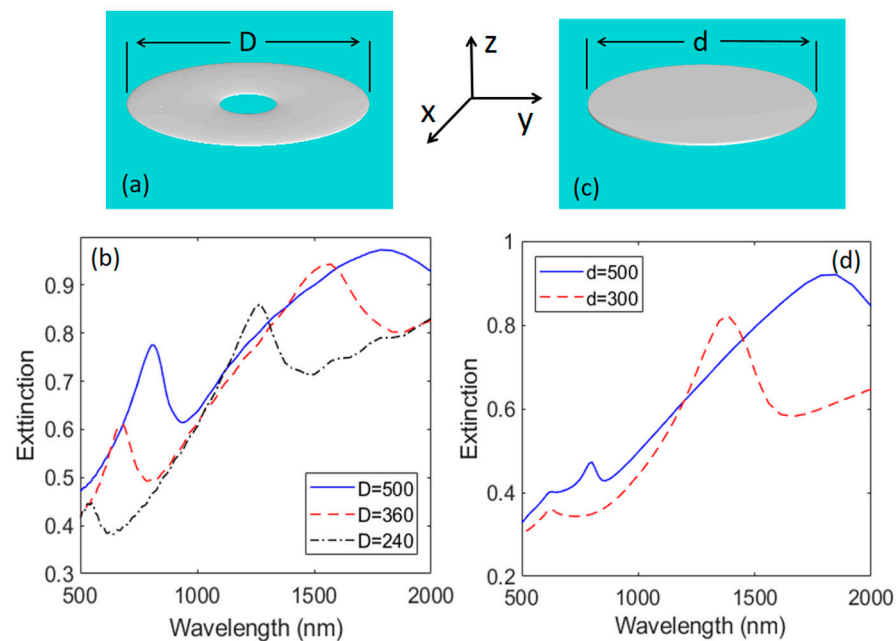 D
(a)
z
x
y
d
(c)
(b)
Exttinction
0.9
0.8
0.7
0.6
0.5
0.4
0.3
500
1000
1500
2000
Wavelength (nm)
D=500
D=360
D=240
(d)
Extinction
1
0.8
0.6
0.4
0.2
500
1000
1500
2000
Wavelength (nm)
d=500
d=300